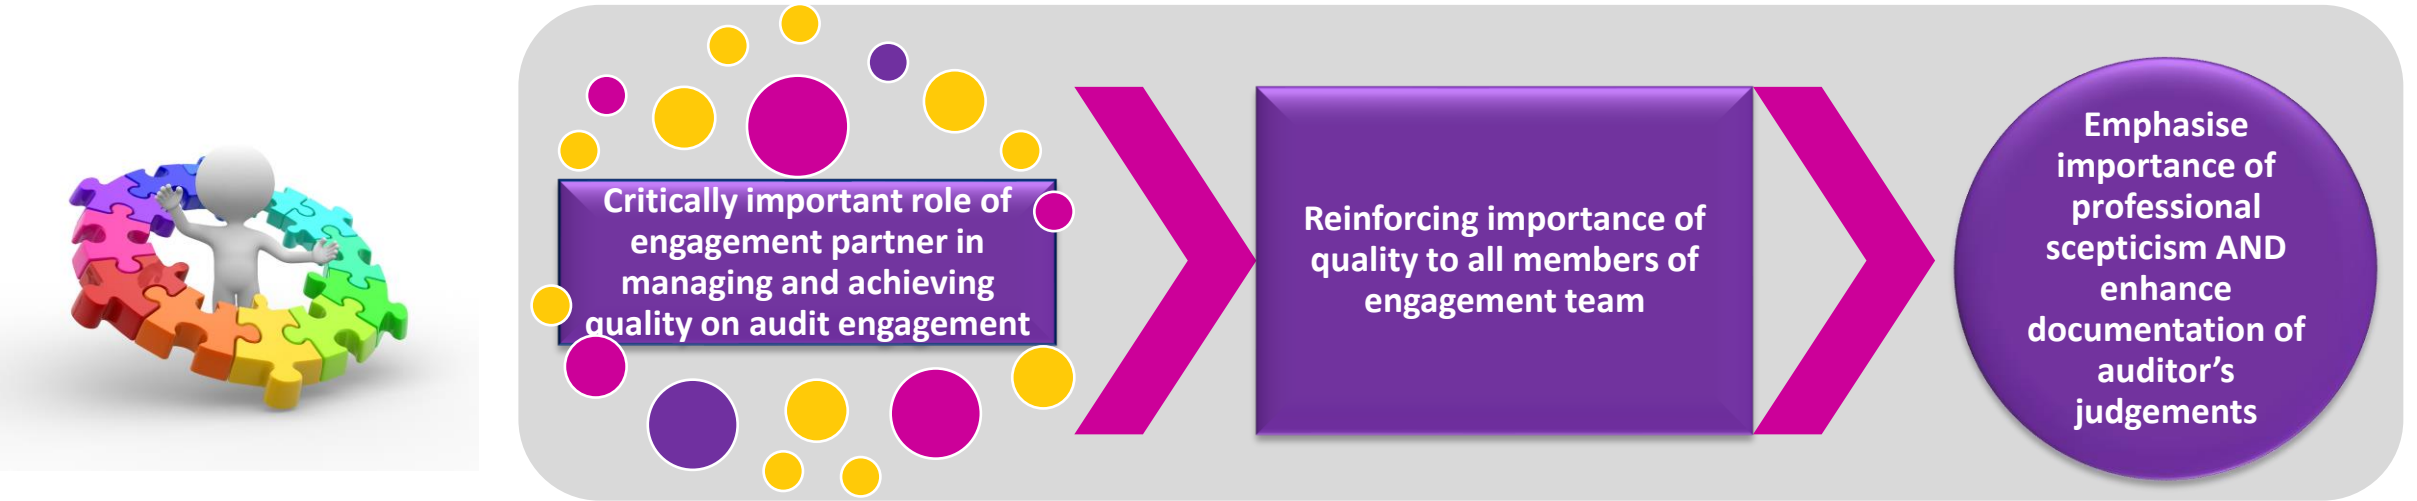 Critically important role of
engagement partner in
managing and achieving
quality on audit engagement
Reinforcing importance of
quality to all members of
engagement team
Emphasise
importance of
professional
scepticism AND
enhance
documentation of
auditor’s
judgements